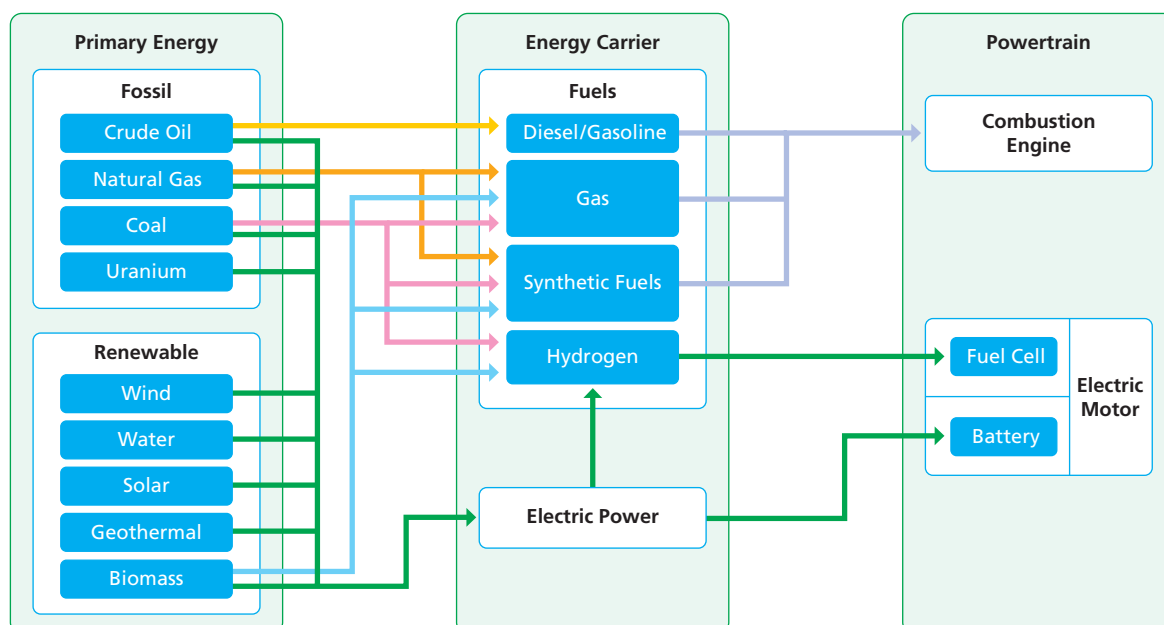 Primary Energy
Fossil
Crude Oil
Natural Gas
Coal
Uranium
Renewable
Wind
Water
Solar
Geothermal
Biomass
Energy Carrier
Fuels
Diesel/Gasoline
Gas
Synthetic Fuels
Hydrogen
Electric Power
Powertrain
Combustion
Engine
Fuel Cell
Battery
Electric
Motor